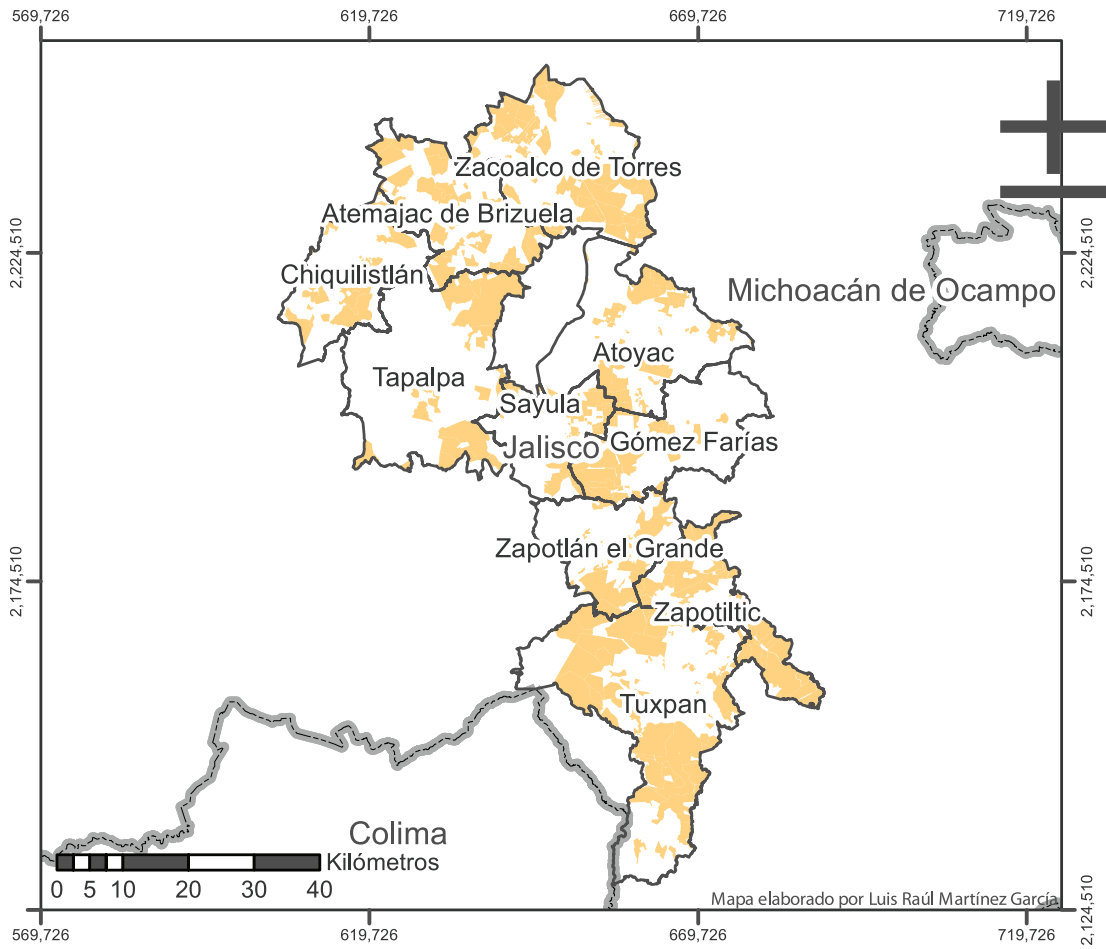 569,726 619,726 669,726 719,726
Zacoalco de Torres
Atemajac de Brizuela
2,224,510 2,224,510
Chiquilistlán
Michoacán de Ocampo
Atoyac
Tapalpa
Sayula
Jalisco
Gómez Farías
Zapotlán el Grande
2,174,510 2,174,510
Zapotiltic
Tuxpan
Colima
Kilómetros
0 5 10 20 30 40
Mapa elaborado por Luis Raúl Martínez García
2,124,510
569,726 619,726 669,726 719,726